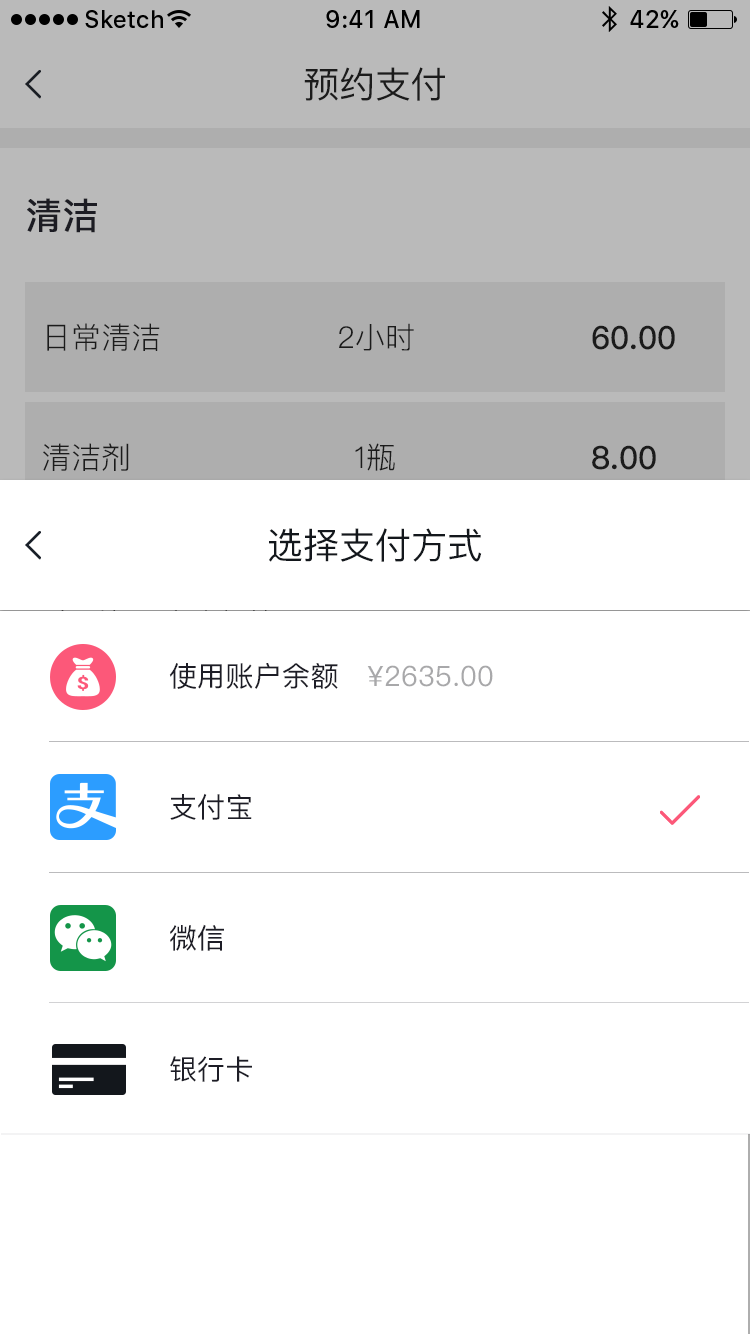 Sketch 9:41 AM 42%
预约支付
清洁
日常清洁 2小时 60.00
清洁剂 1瓶 8.00
选择支付方式
$ 使用账户余额 ¥2635.00
支 支付宝
微信
银行卡